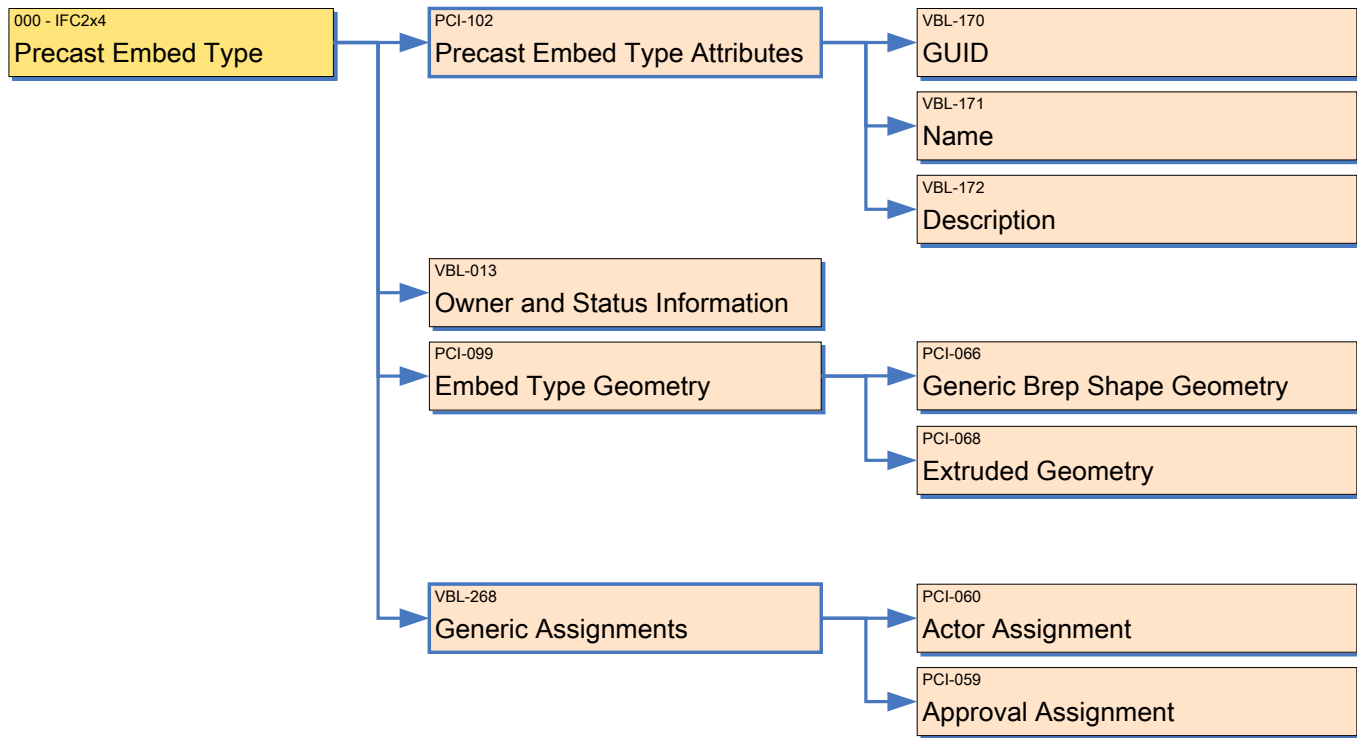 000 - IFC2x4
Precast Embed Type
PCI-102
Precast Embed Type Attributes
VBL-170
GUID
VBL-171
Name
VBL-172
Description
VBL-013
Owner and Status Information
PCI-099
Embed Type Geometry
PCI-066
Generic Brep Shape Geometry
PCI-068
Extruded Geometry
VBL-268
Generic Assignments
PCI-060
Actor Assignment
PCI-059
Approval Assignment